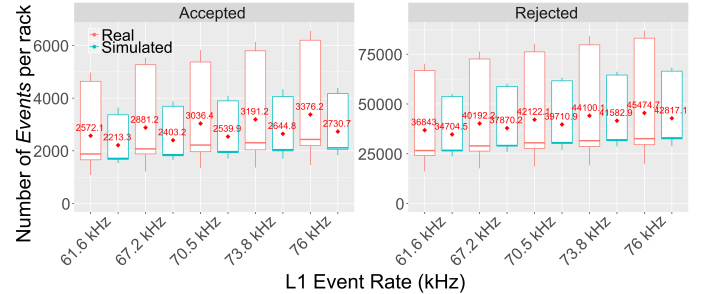 Accepted
Rejected
Number of Events per rack
6000
4000
2000
0
Real
Simulated
2572.1
2213.3
2881.2
2403.2
3036.4
2539.9
3191.2
2644.8
3376.2
2730.7
75000
50000
25000
0
36843
34704.5
40192.2
37870.2
42122.1
39710.9
44100.1
41582.9
45474.7
42817.1
61.6 kHz
67.2 kHz
70.5 kHz
73.8 kHz
76 kHz
61.6 kHz
67.2 kHz
70.5 kHz
73.8 kHz
76 kHz
L1 Event Rate (kHz)